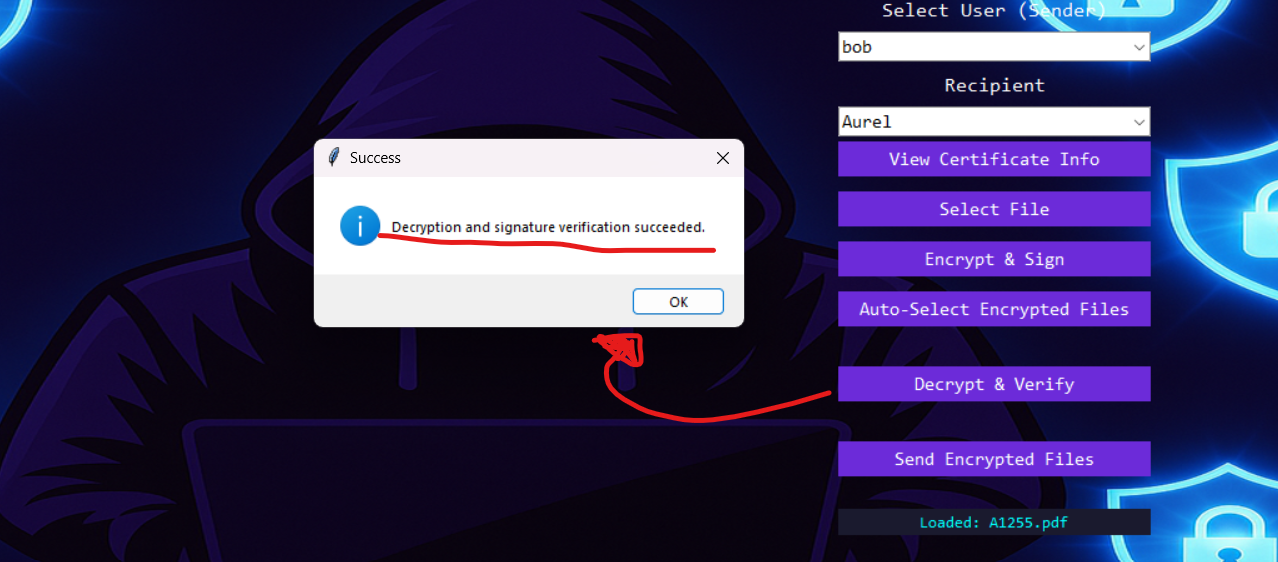 Select User (Sender)
bob
Recipient
Aurel
View Certificate Info
Select File
Encrypt & Sign
Auto-Select Encrypted Files
Decrypt & Verify
Send Encrypted Files
Loaded: A1255.pdf
Success
Decryption and signature verification succeeded.
OK